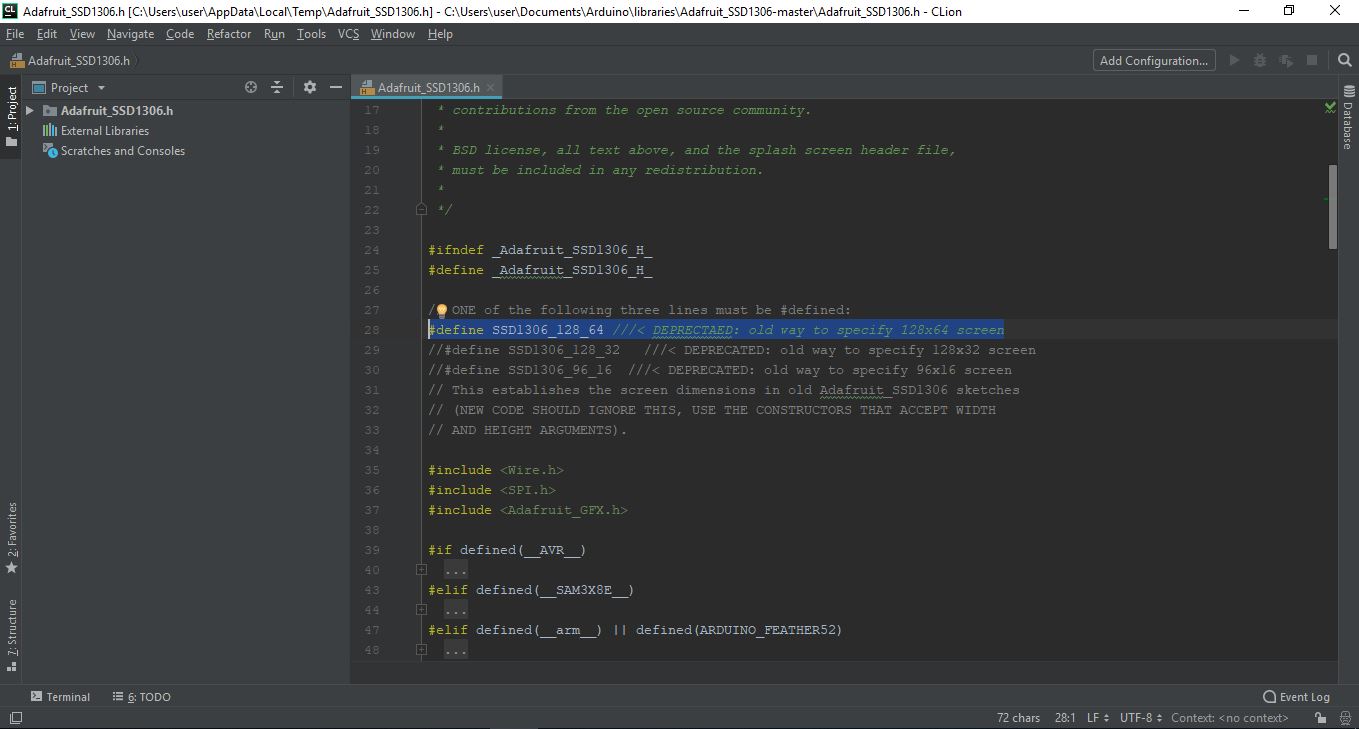 Adafruit_SSD1306.h [C:\Users\user\AppData\Local\Temp\Adafruit_SSD1306.h] - C:\Users\user\Documents\Arduino\libraries\Adafruit_SSD1306-master\Adafruit_SSD1306.h - CLion
File Edit View Navigate Code Refactor Run Tools VCS Window Help
Adafruit_SSD1306.h Add Configuration...
1: Project
Project
Adafruit_SSD1306.h
External Libraries
Scratches and Consoles
2: Favorites
7: Structure
Adafruit_SSD1306.h
17 * contributions from the open source community.
18 *
19 * BSD license, all text above, and the splash screen header file,
20 * must be included in any redistribution.
21 *
22 */
23
24 #ifndef _Adafruit_SSD1306_H_
25 #define _Adafruit_SSD1306_H_
26
27 / ONE of the following three lines must be #defined:
28 #define SSD1306_128_64 ///< DEPRECTAED: old way to specify 128x64 screen
29 //#define SSD1306_128_32 ///< DEPRECATED: old way to specify 128x32 screen
30 //#define SSD1306_96_16 ///< DEPRECATED: old way to specify 96x16 screen
31 // This establishes the screen dimensions in old Adafruit_SSD1306 sketches
32 // (NEW CODE SHOULD IGNORE THIS, USE THE CONSTRUCTORS THAT ACCEPT WIDTH
33 // AND HEIGHT ARGUMENTS).
34
35 #include <Wire.h>
36 #include <SPI.h>
37 #include <Adafruit_GFX.h>
38
39 #if defined(__AVR__)
40 ...
43 #elif defined(__SAM3X8E__)
44 ...
47 #elif defined(__arm__) || defined(ARDUINO_FEATHER52)
48 ...
Database
Terminal 6: TODO Event Log
72 chars 28:1 LF UTF-8 Context: <no context>